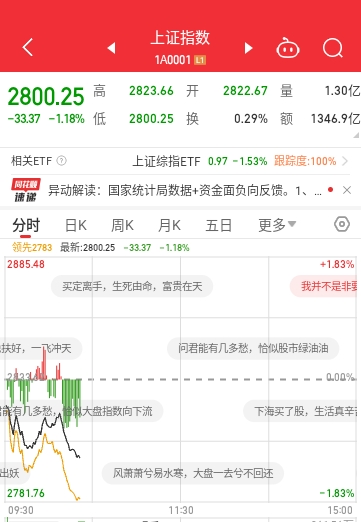 上证指数
1A0001 L1
2800.25 高 2823.66 开 2822.67 量 1.30亿
-33.37 -1.18% 低 2800.25 换 0.29% 额 1346.9亿
相关ETF ? 上证综指ETF 0.97 -1.53% 跟踪度:100%
同花顺速递 异动解读：国家统计局数据+资金面负向反馈。1、...
分时 日K 周K 月K 五日 更多
领先2783 最新:2800.25 -33.37 -1.18%
2885.48 +1.83%
买定离手，生死由命，富贵在天 我并不是非要
扶好，一飞冲天 问君能有几多愁，恰似股市绿油油
0.00%
能有几多愁，恰似大盘指数向下流 下海买了股，生活真辛苦
出妖 风萧萧兮易水寒，大盘一去兮不回还
2781.76 -1.83%
09:30 11:30 15:00